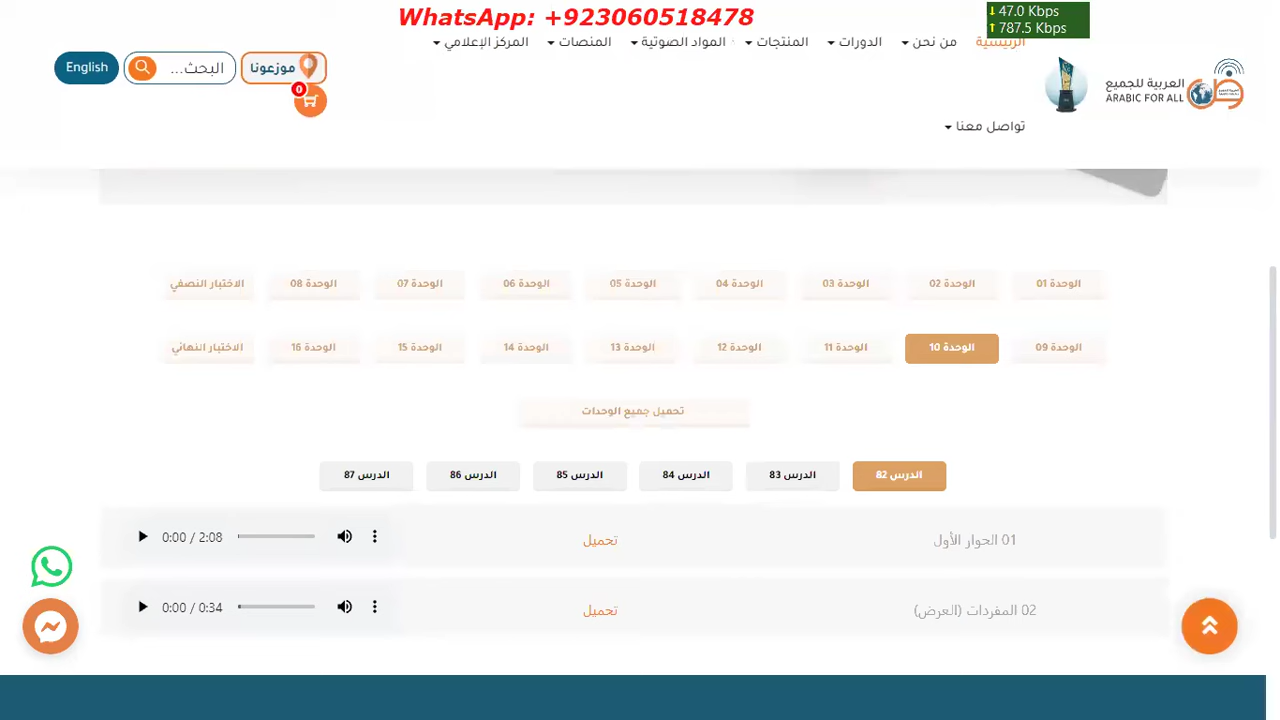 WhatsApp: +923060518478
47.0 Kbps
787.5 Kbps
الرئيسية
من نحن
الدورات
المنتجات
المواد الصوتية
المنصات
المركز الإعلامي
موزعونا
البحث...
English
0
العربية للجميع
ARABIC FOR ALL
تواصل معنا
الوحدة 01
الوحدة 02
الوحدة 03
الوحدة 04
الوحدة 05
الوحدة 06
الوحدة 07
الوحدة 08
الاختبار النصفي
الوحدة 09
الوحدة 10
الوحدة 11
الوحدة 12
الوحدة 13
الوحدة 14
الوحدة 15
الوحدة 16
الاختبار النهائي
تحميل جميع الوحدات
الدرس 82
الدرس 83
الدرس 84
الدرس 85
الدرس 86
الدرس 87
01 الحوار الأول
تحميل
0:00 / 2:08
02 المفردات (العرض)
تحميل
0:00 / 0:34